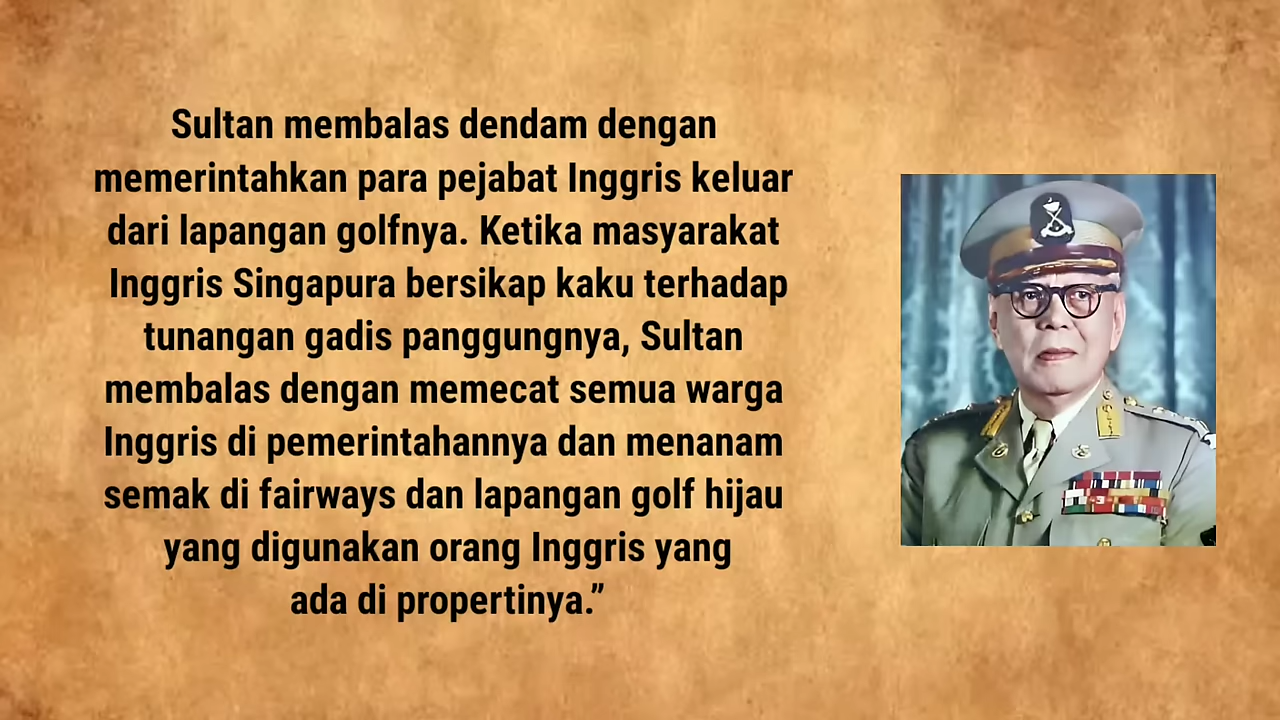 Sultan membalas dendam dengan
memerintahkan para pejabat Inggris keluar
dari lapangan golfnya. Ketika masyarakat
Inggris Singapura bersikap kaku terhadap
tunangan gadis panggungnya, Sultan
membalas dengan memecat semua warga
Inggris di pemerintahannya dan menanam
semak di fairways dan lapangan golf hijau
yang digunakan orang Inggris yang
ada di propertinya.”